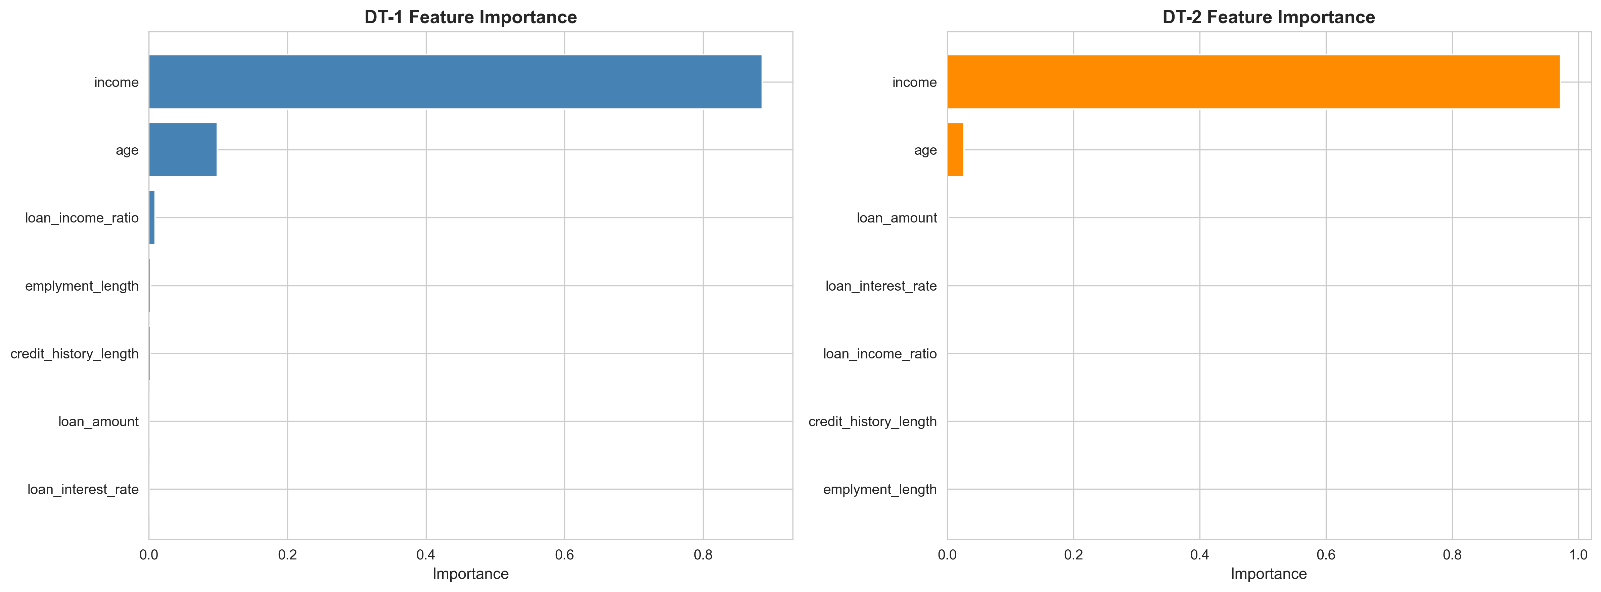 DT-1 Feature Importance
income
age
loan_income_ratio
emplyment_length
credit_history_length
loan_amount
loan_interest_rate
0.0 0.2 0.4 0.6 0.8
Importance
DT-2 Feature Importance
income
age
loan_amount
loan_interest_rate
loan_income_ratio
credit_history_length
emplyment_length
0.0 0.2 0.4 0.6 0.8 1.0
Importance